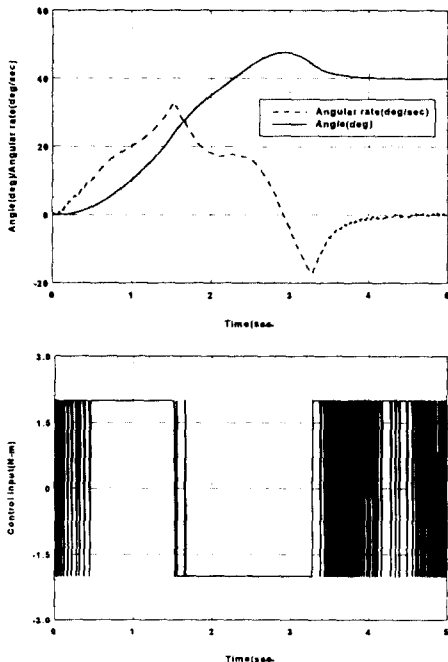 60
40
20
0
-20
Angle(deg)/Angular rate(deg/sec)
Angular rate(deg/sec)
Angle(deg)
0 1 2 3 4 5
Time(sec.
3.0
1.5
0
-1.5
-3.0
Control input(N-m)
0 1 2 3 4 5
Time(sec.